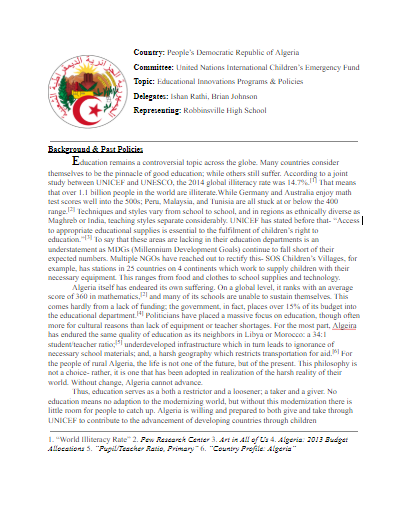 Country: People's Democratic Republic of Algeria
Committee: United Nations International Children's Emergency Fund
Topic: Educational Innovations Programs & Policies
Delegates: Ishan Rathi, Brian Johnson
Representing: Robbinsville High School
Background & Past Policies
Education remains a controversial topic across the globe. Many countries consider
themselves to be the pinnacle of good education; while others still suffer. According to a joint
study between UNICEF and UNESCO, the 2014 global illiteracy rate was 14.7%.[1] That means
that over 1.1 billion people in the world are illiterate.While Germany and Australia enjoy math
test scores well into the 500s; Peru, Malaysia, and Tunisia are all stuck at or below the 400
range.[2] Techniques and styles vary from school to school, and in regions as ethnically diverse as
Maghreb or India, teaching styles separate considerably. UNICEF has stated before that- “Access
to appropriate educational supplies is essential to the fulfilment of children's right to
education.”[3] To say that these areas are lacking in their education departments is an
understatement as MDGs (Millennium Development Goals) continue to fall short of their
expected numbers. Multiple NGOs have reached out to rectify this- SOS Children's Villages, for
example, has stations in 25 countries on 4 continents which work to supply children with their
necessary equipment. This ranges from food and clothes to school supplies and technology.
Algeria itself has endured its own suffering. On a global level, it ranks with an average
score of 360 in mathematics,[2] and many of its schools are unable to sustain themselves. This
comes hardly from a lack of funding; the government, in fact, places over 15% of its budget into
the educational department.[4] Politicians have placed a massive focus on education, though often
more for cultural reasons than lack of equipment or teacher shortages. For the most part, Algeira
has endured the same quality of education as its neighbors in Libya or Morocco: a 34:1
student/teacher ratio;[5] underdeveloped infrastructure which in turn leads to ignorance of
necessary school materials; and, a harsh geography which restricts transportation for aid.[6] For
the people of rural Algeria, the life is not one of the future, but of the present. This philosophy is
not a choice- rather, it is one that has been adopted in realization of the harsh reality of their
world. Without change, Algeria cannot advance.
Thus, education serves as a both a restrictor and a loosener; a taker and a giver. No
education means no adaption to the modernizing world, but without this modernization there is
little room for people to catch up. Algeria is willing and prepared to both give and take through
UNICEF to contribute to the advancement of developing countries through children
1. “World Illiteracy Rate” 2. Pew Research Center 3. Art in All of Us 4. Algeria: 2013 Budget
Allocations 5. “Pupil/Teacher Ratio, Primary” 6. “Country Profile: Algeria”